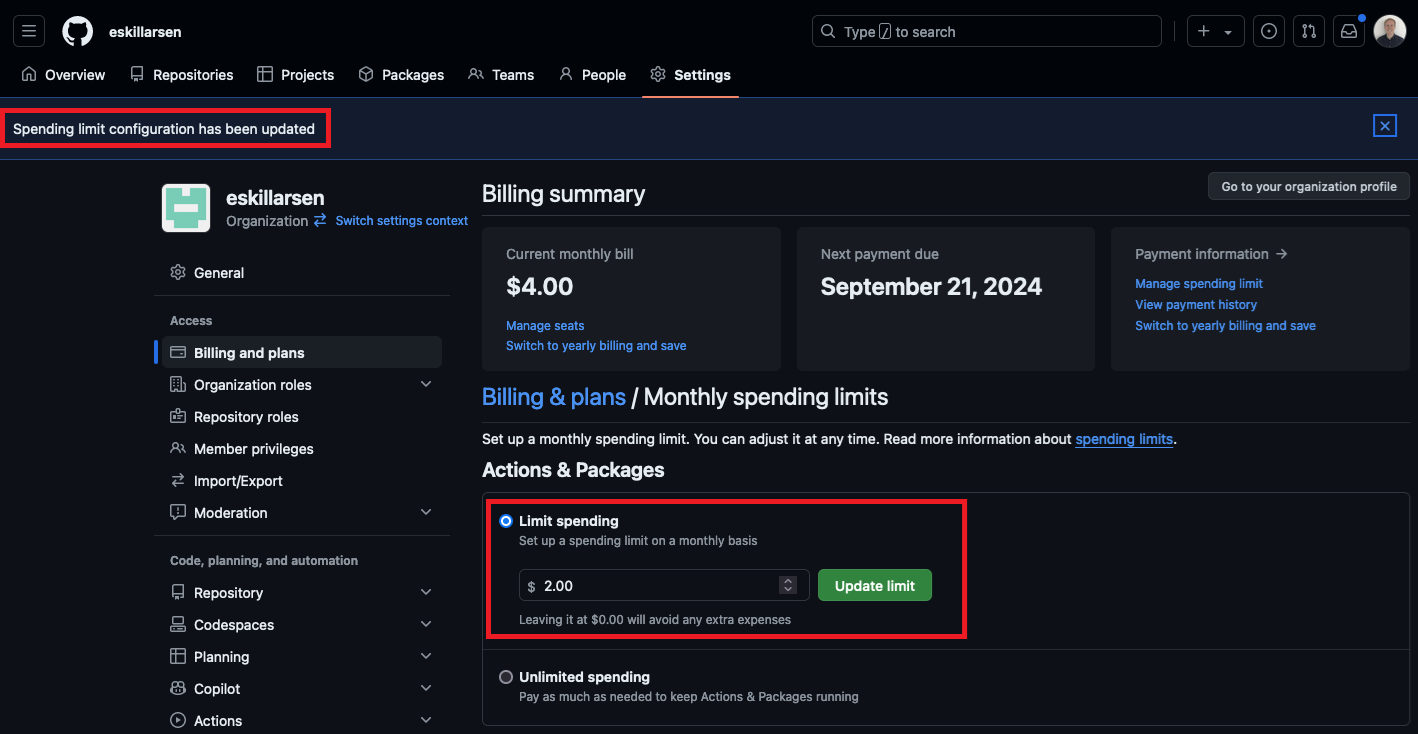 eskillarsen
Type / to search
Overview Repositories Projects Packages Teams People Settings
Spending limit configuration has been updated
eskillarsen
Organization Switch settings context
General
Access
Billing and plans
Organization roles
Repository roles
Member privileges
Import/Export
Moderation
Code, planning, and automation
Repository
Codespaces
Planning
Copilot
Actions
Billing summary
Go to your organization profile
Current monthly bill
$4.00
Manage seats
Switch to yearly billing and save
Next payment due
September 21, 2024
Payment information →
Manage spending limit
View payment history
Switch to yearly billing and save
Billing & plans / Monthly spending limits
Set up a monthly spending limit. You can adjust it at any time. Read more information about spending limits.
Actions & Packages
Limit spending
Set up a spending limit on a monthly basis
$ 2.00 Update limit
Leaving it at $0.00 will avoid any extra expenses
Unlimited spending
Pay as much as needed to keep Actions & Packages running